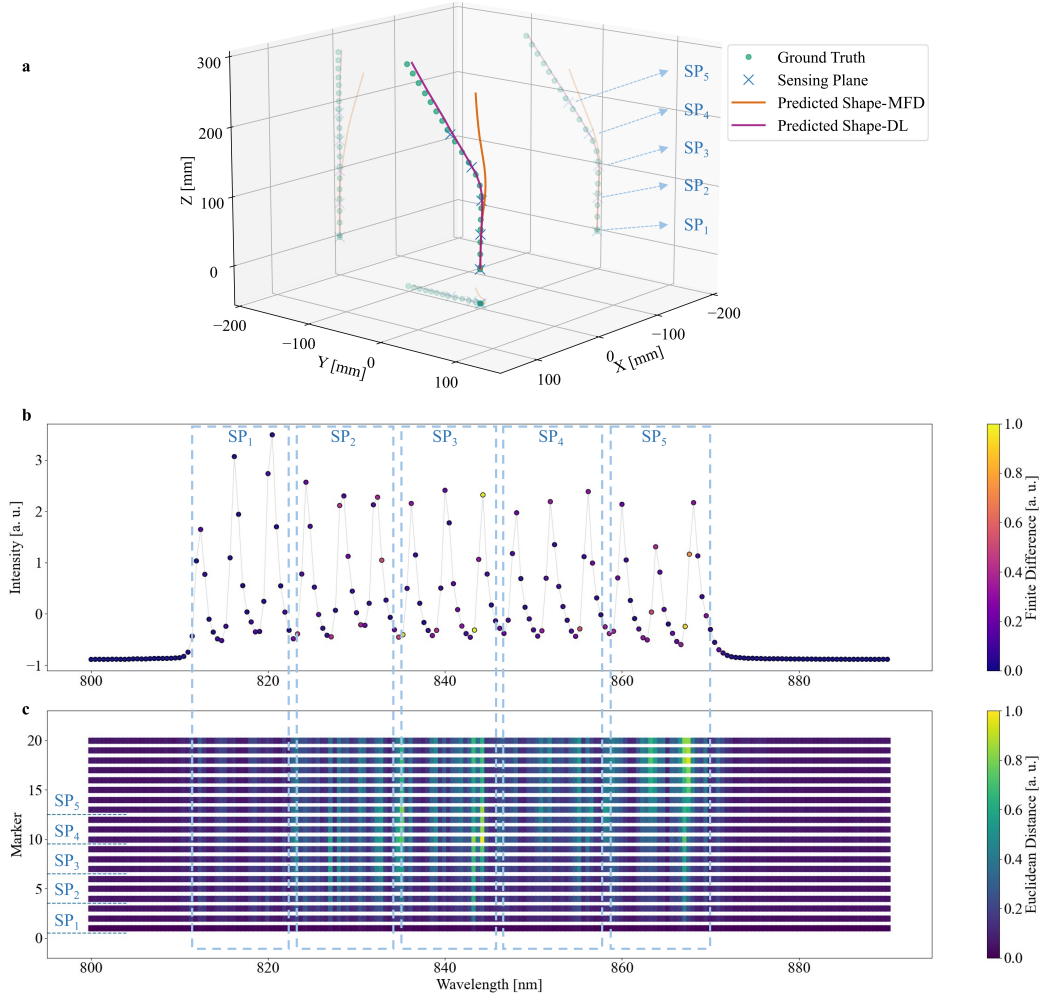 a
300
200
100
0
Z [mm]
−200
−100
0
100
Y [mm]
100
0
−100
−200
X [mm]
SP5
SP4
SP3
SP2
SP1
Ground Truth
Sensing Plane
Predicted Shape-MFD
Predicted Shape-DL
b
SP1 SP2 SP3 SP4 SP5
3
2
1
0
−1
Intensity [a. u.]
800 820 840 860 880
1.0
0.8
0.6
0.4
0.2
0.0
Finite Difference [a. u.]
c
20
15
10
5
0
Marker
SP5
SP4
SP3
SP2
SP1
800 820 840 860 880
Wavelength [nm]
1.0
0.8
0.6
0.4
0.2
0.0
Euclidean Distance [a. u.]